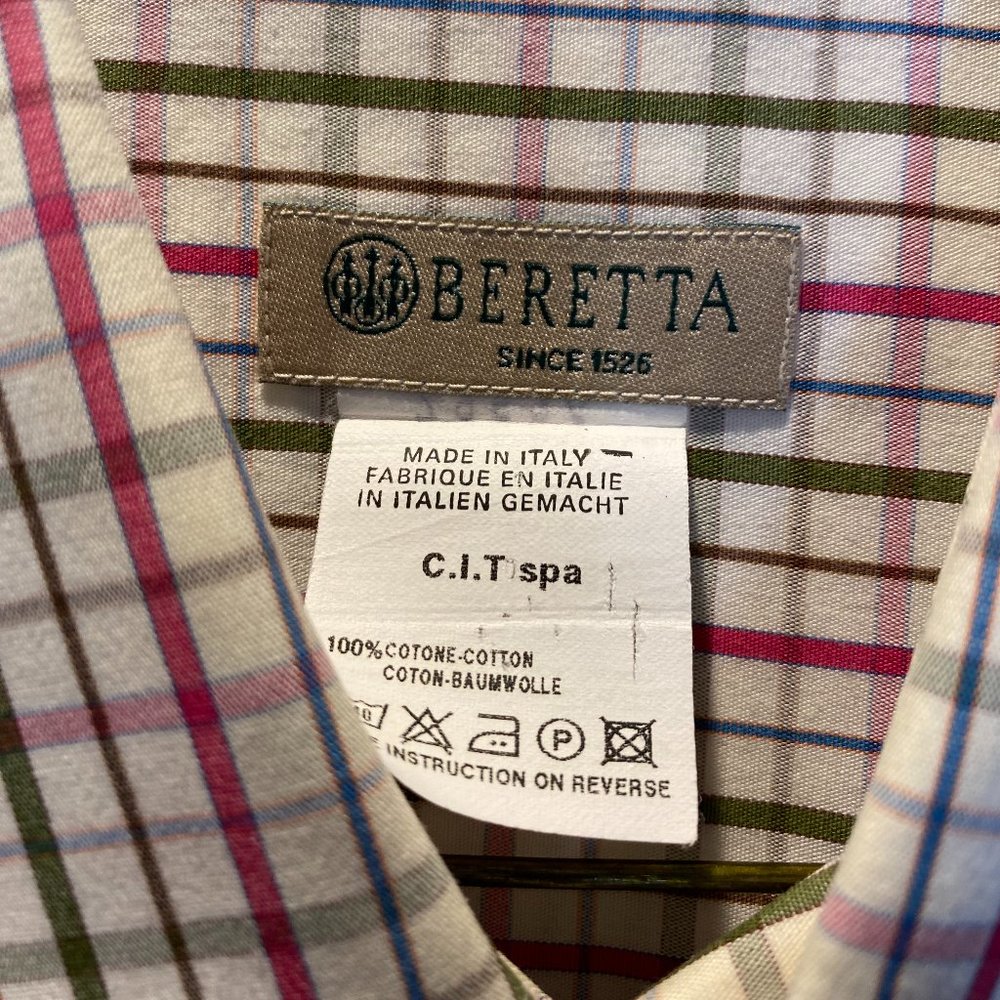 BERETTA
SINCE 1526
MADE IN ITALY
FABRIQUE EN ITALIE
IN ITALIEN GEMACHT
C.I.T spa
100% COTONE-COTTON
COTON-BAUMWOLLE
P
INSTRUCTION ON REVERSE